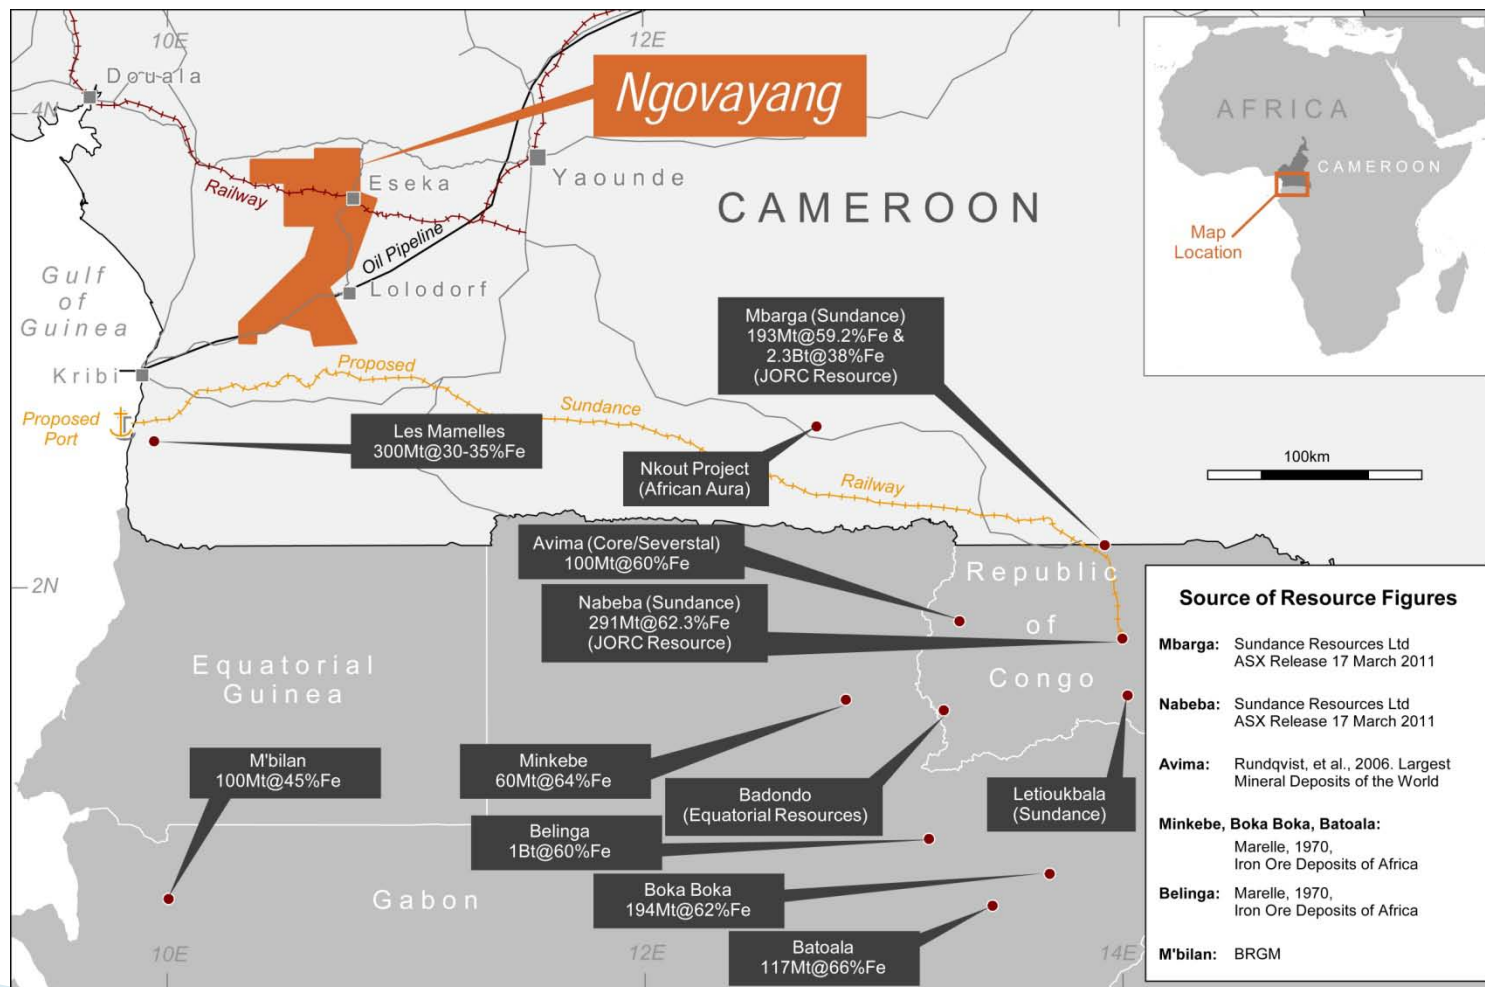 10E
12E
Douala
4N
Ngovayang
Eseka
Railway
Yaounde
CAMEROON
Oil Pipeline
Lolodorf
Gulf
of
Guinea
Kribi
Proposed
Sundance
Railway
Proposed
Port
Les Mamelles
300Mt@30-35%Fe
Mbarga (Sundance)
193Mt@59.2%Fe &
2.3Bt@38%Fe
(JORC Resource)
Nkout Project
(African Aura)
100km
AFRICA
CAMEROON
Map
Location
2N
Avima (Core/Severstal)
100Mt@60%Fe
Nabeba (Sundance)
291Mt@62.3%Fe
(JORC Resource)
Republic
of
Congo
Equatorial
Guinea
M'bilan
100Mt@45%Fe
Minkebe
60Mt@64%Fe
Badondo
(Equatorial Resources)
Letioukbala
(Sundance)
Belinga
1Bt@60%Fe
Boka Boka
194Mt@62%Fe
Gabon
Batoala
117Mt@66%Fe
10E
12E
14E
Source of Resource Figures
Mbarga: Sundance Resources Ltd
ASX Release 17 March 2011
Nabeba: Sundance Resources Ltd
ASX Release 17 March 2011
Avima: Rundqvist, et al., 2006. Largest
Mineral Deposits of the World
Minkebe, Boka Boka, Batoala:
Marelle, 1970,
Iron Ore Deposits of Africa
Belinga: Marelle, 1970,
Iron Ore Deposits of Africa
M'bilan: BRGM